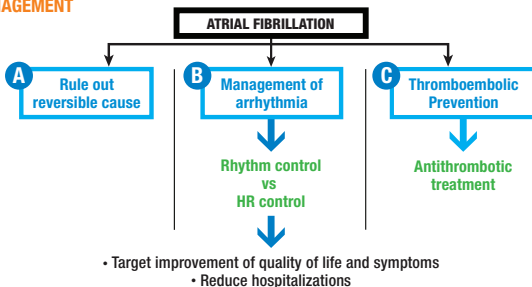 ATRIAL FIBRILLATION
A
Rule out
reversible cause
B
Management of
arrhythmia
Rhythm control
vs
HR control
C
Thromboembolic
Prevention
Antithrombotic
treatment
• Target improvement of quality of life and symptoms
• Reduce hospitalizations